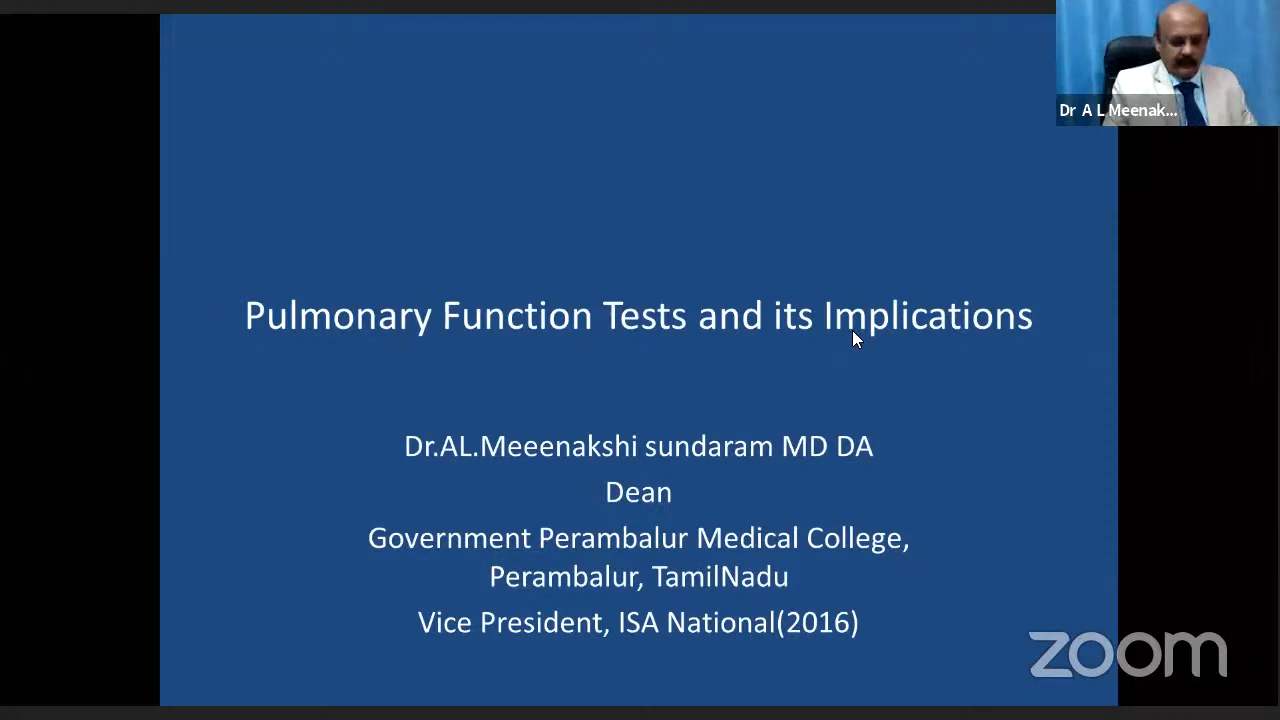 Dr A L Meenak...
Pulmonary Function Tests and its Implications
Dr.AL.Meeenakshi sundaram MD DA
Dean
Government Perambalur Medical College,
Perambalur, TamilNadu
Vice President, ISA National(2016)
zoom